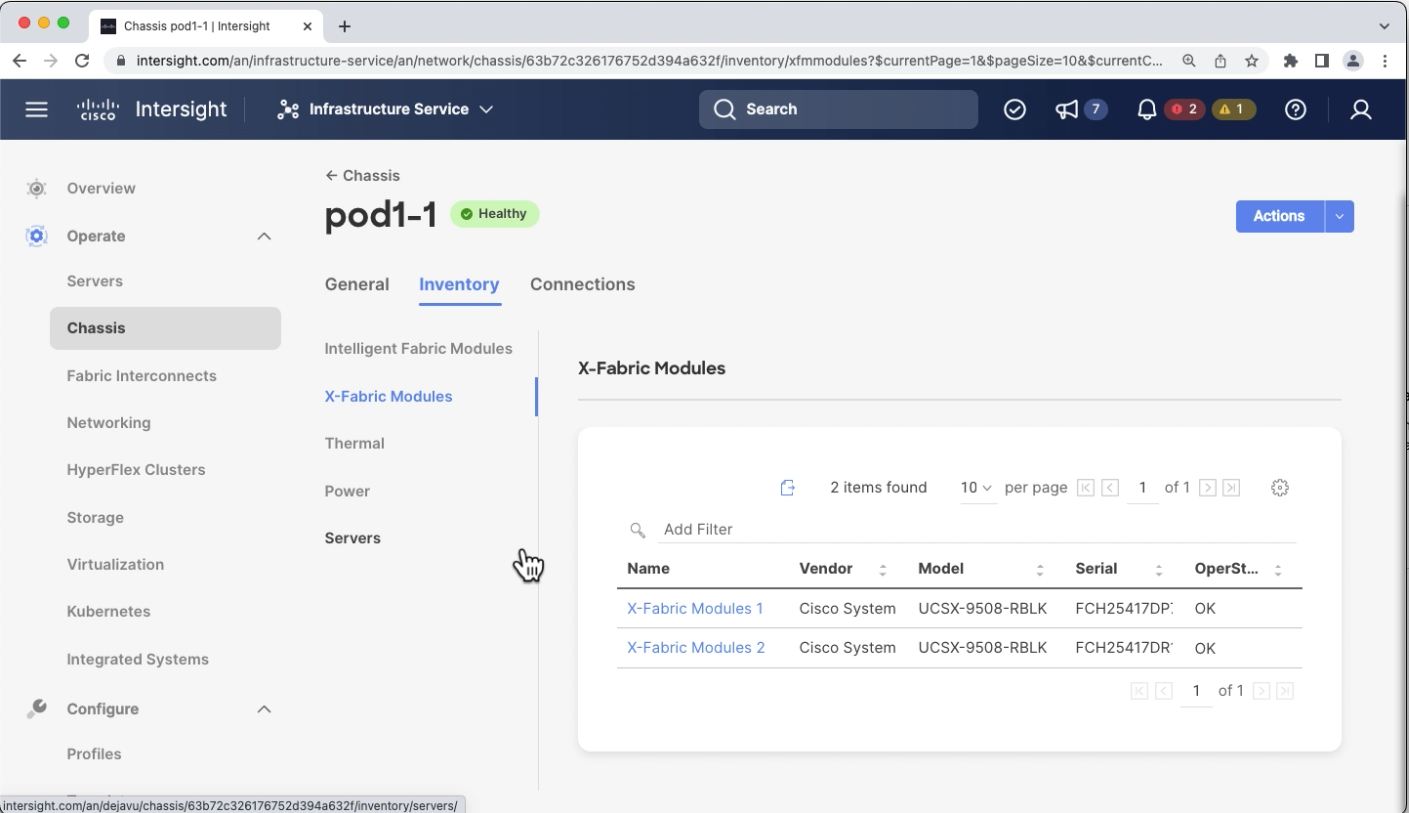 Chassis pod1-1 | Intersight
intersight.com/an/infrastructure-service/an/network/chassis/63b72c326176752d394a632f/inventory/xfmmodules?$currentPage=1&$pageSize=10&$currentC...
cisco Intersight
Infrastructure Service
Search
7
2
1
Overview
Operate
Servers
Chassis
Fabric Interconnects
Networking
HyperFlex Clusters
Storage
Virtualization
Kubernetes
Integrated Systems
Configure
Profiles
← Chassis
pod1-1
Healthy
Actions
General Inventory Connections
Intelligent Fabric Modules
X-Fabric Modules
Thermal
Power
Servers
X-Fabric Modules
2 items found 10 per page 1 of 1
Add Filter
Name Vendor Model Serial OperSt...
X-Fabric Modules 1 Cisco System UCSX-9508-RBLK FCH25417DP OK
X-Fabric Modules 2 Cisco System UCSX-9508-RBLK FCH25417DR OK
1 of 1
intersight.com/an/dejavu/chassis/63b72c326176752d394a632f/inventory/servers/